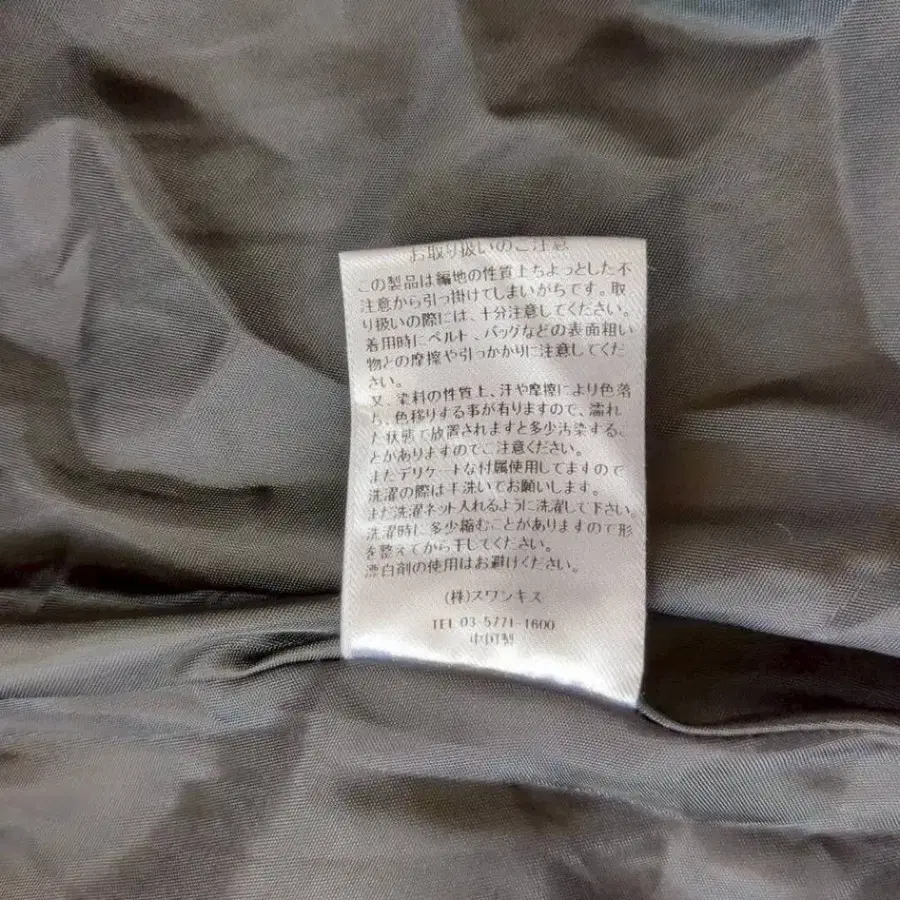 お取り扱いのご注意
この製品は編地の性質上ちよっとした不
注意から引っ掛けてしまいがちです。取
り扱いの際には、十分注意してください。
着用時にベルト、バッグなどの表面粗い
物との摩擦や引っかかりに注意してくだ
さい。
又、染料の性質上、汗や摩擦により色落
ち、色移りする事が有りますので、濡れ
た状態で放置されますと多少汚染するこ
とがありますのでご注意ください。
またデリケートな付属使用してますので
洗濯の際は手洗いでお願いします。
また洗濯ネット入れるように洗濯して下さい。
洗濯時に多少縮むことがありますので形
を整えてから干してください。
漂白剤の使用はお避けください。
(株)スワンキス
TEL 03-5771-1600
中国製